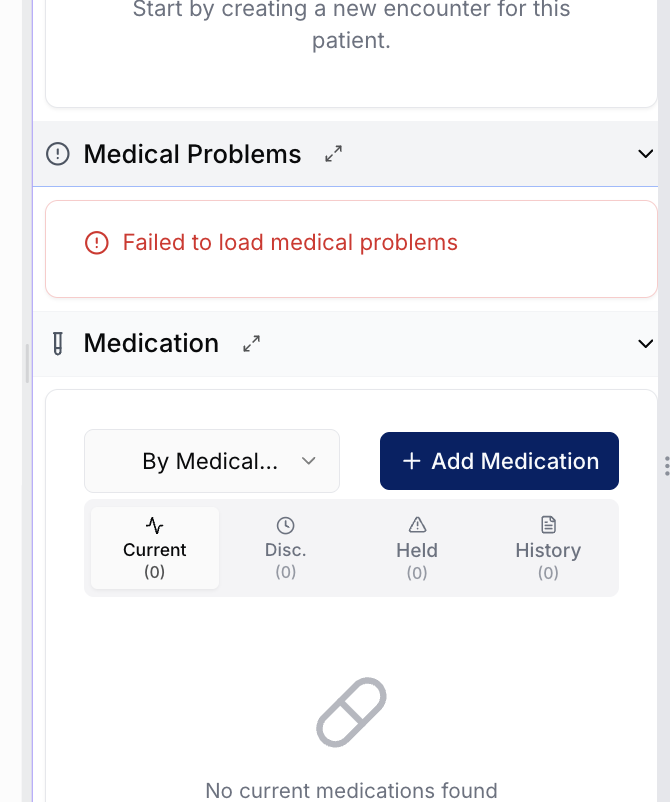 Start by creating a new encounter for this
patient.
Medical Problems
Failed to load medical problems
Medication
By Medical...
Add Medication
Current
(0)
Disc.
(0)
Held
(0)
History
(0)
No current medications found